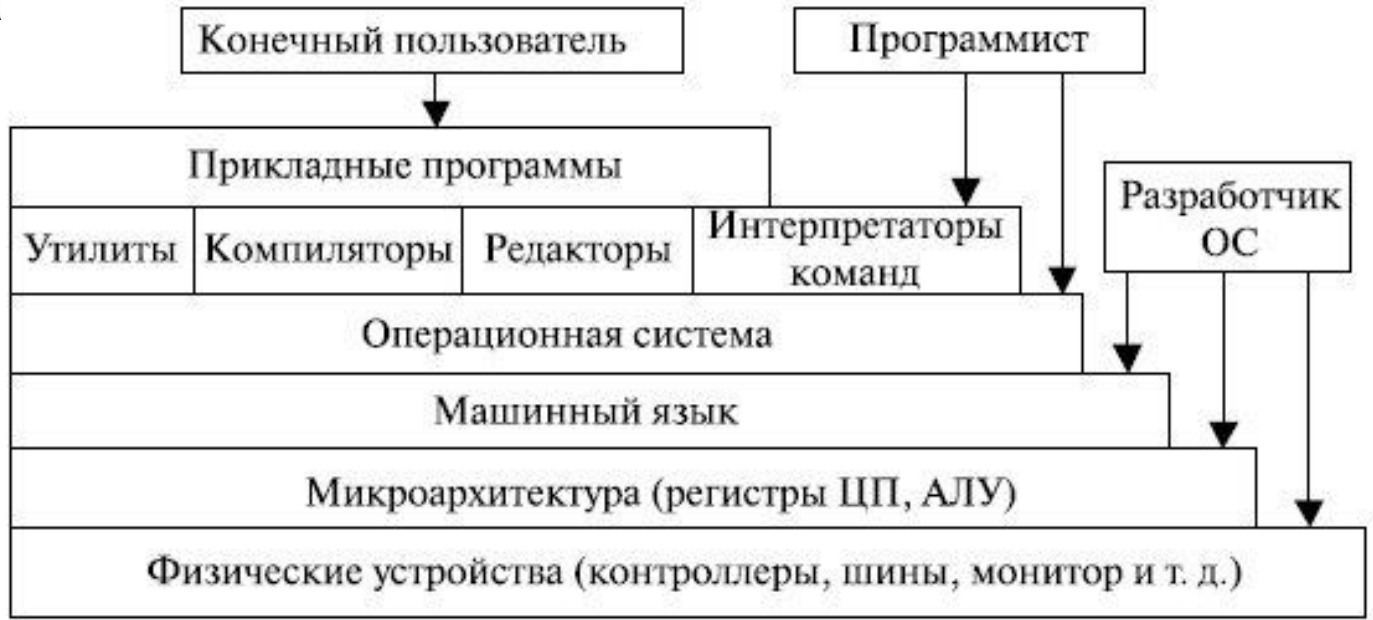 Конечный пользователь
Программист
Прикладные программы
Разработчик
ОС
Утилиты
Компиляторы
Редакторы
Интерпретаторы
команд
Операционная система
Машинный язык
Микроархитектура (регистры ЦП, АЛУ)
Физические устройства (контроллеры, шины, монитор и т. д.)